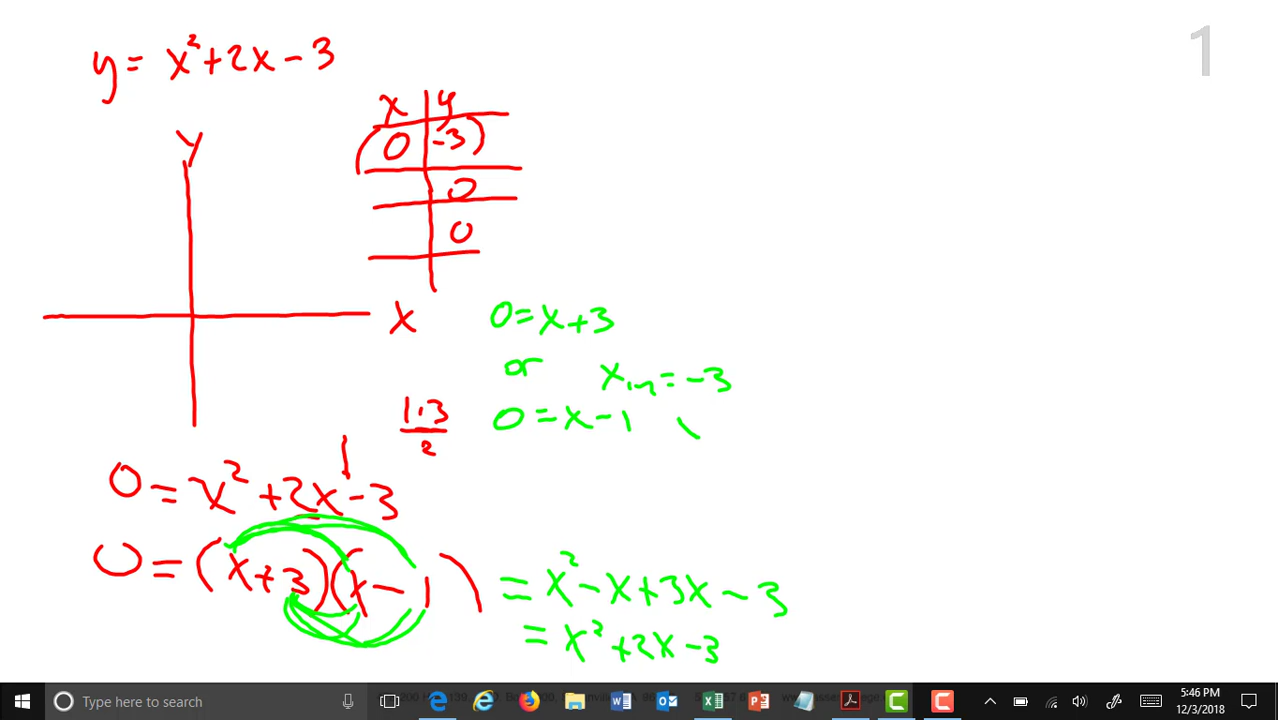 1
y = x² + 2x - 3
x y
(0 -3)
0
0
Y
X
0 = x + 3
or x_int = -3
0 = x - 1
1·3
2
0 = x² + 2x - 3
0 = (x + 3)(x - 1) = x² - x + 3x - 3
= x² + 2x - 3
Type here to search
5:46 PM
12/3/2018